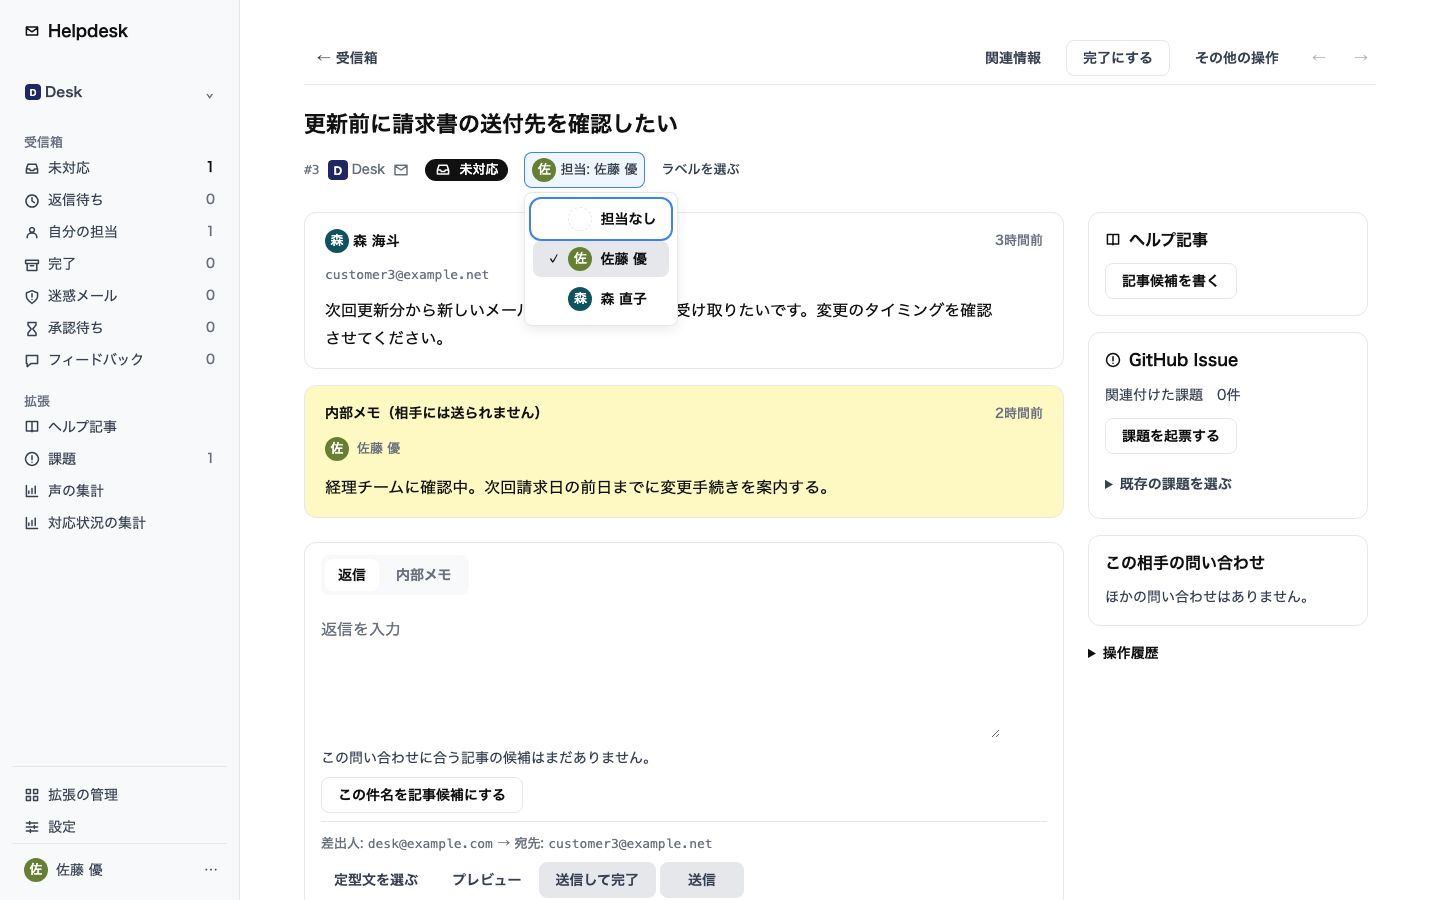 Helpdesk
D Desk
受信箱
未対応 1
返信待ち 0
自分の担当 1
完了 0
迷惑メール 0
承認待ち 0
フィードバック 0
拡張
ヘルプ記事
課題 1
声の集計
対応状況の集計
拡張の管理
設定
佐 佐藤 優 …
← 受信箱
関連情報
完了にする
その他の操作
← →
更新前に請求書の送付先を確認したい
#3 D Desk 未対応 佐 担当: 佐藤 優 ラベルを選ぶ
担当なし
✓ 佐 佐藤 優
森 森 直子
森 森 海斗 3時間前
customer3@example.net
次回更新分から新しいメール 受け取りたいです。変更のタイミングを確認
させてください。
内部メモ（相手には送られません） 2時間前
佐 佐藤 優
経理チームに確認中。次回請求日の前日までに変更手続きを案内する。
返信 内部メモ
返信を入力
この問い合わせに合う記事の候補はまだありません。
この件名を記事候補にする
差出人: desk@example.com → 宛先: customer3@example.net
定型文を選ぶ プレビュー 送信して完了 送信
ヘルプ記事
記事候補を書く
GitHub Issue
関連付けた課題 0件
課題を起票する
▶ 既存の課題を選ぶ
この相手の問い合わせ
ほかの問い合わせはありません。
▶ 操作履歴